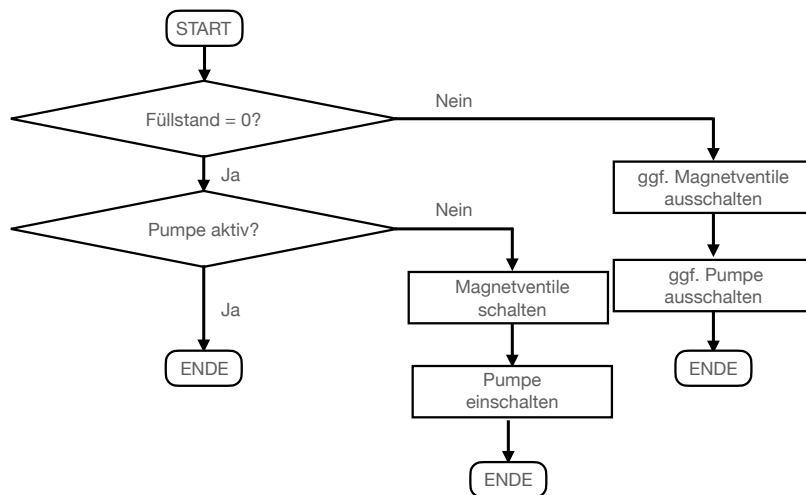 START
Füllstand = 0?
Nein
Ja
ggf. Magnetventile
ausschalten
Pumpe aktiv?
Nein
ggf. Pumpe
ausschalten
Magnetventile
schalten
Ja
ENDE
ENDE
Pumpe
einschalten
ENDE